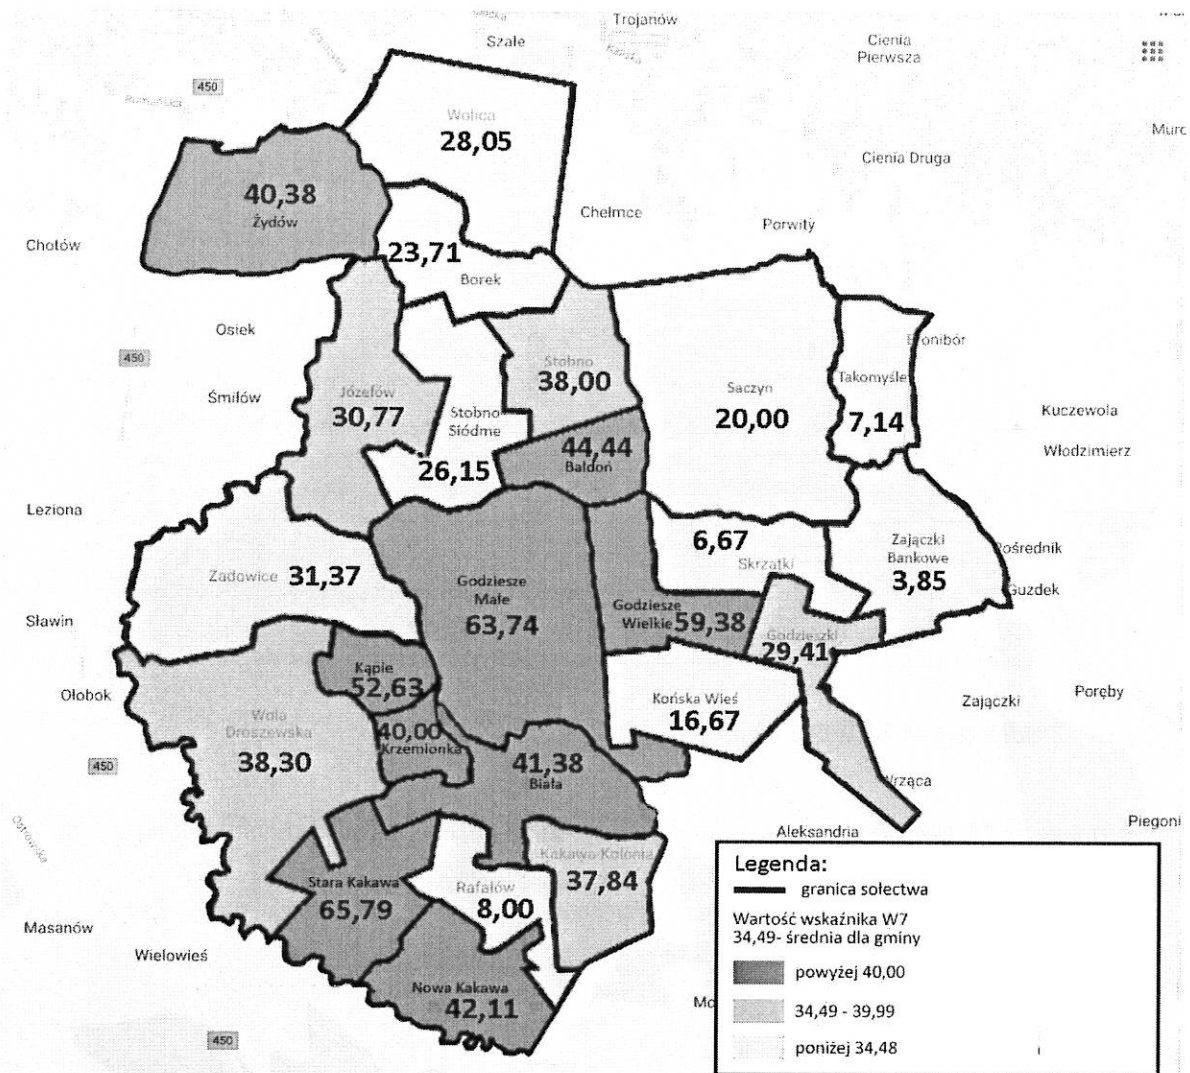 Trojanów
Szałe
Cienia
Pierwsza
450
Wolica
28,05
Cienia Druga
40,38
Żydów
Chełmce
Porwity
Chotów
23,71
Borek
Osiek
450
Stobno
38,00
Takomyśle
7,14
Śmiłów
Józefów
30,77
Saczyn
20,00
Kuczewola
Stobno
Siódme
26,15
Włodzimierz
44,44
Bałdoń
Leziona
6,67
Skrzatki
Zajączki
Bankowe
3,85
Zadowice
31,37
Godziesze
Małe
63,74
Guzdek
Godziesze
Wielkie 59,38
Sławin
Godzieszki
29,41
Kąpie
52,63
Ołobok
Końska Wieś
16,67
Zajączki
Poręby
Wola
Droszewska
38,30
40,00
Krzemionka
450
41,38
Biała
Ostrowska
Aleksandria
Piegoni
Kakawa-Kolonia
37,84
Stara Kakawa
65,79
Rafałów
8,00
Masanów
Wielowieś
Nowa Kakawa
42,11
450
Legenda:
granica sołectwa
Wartość wskaźnika W7
34,49- średnia dla gminy
powyżej 40,00
34,49 - 39,99
poniżej 34,48